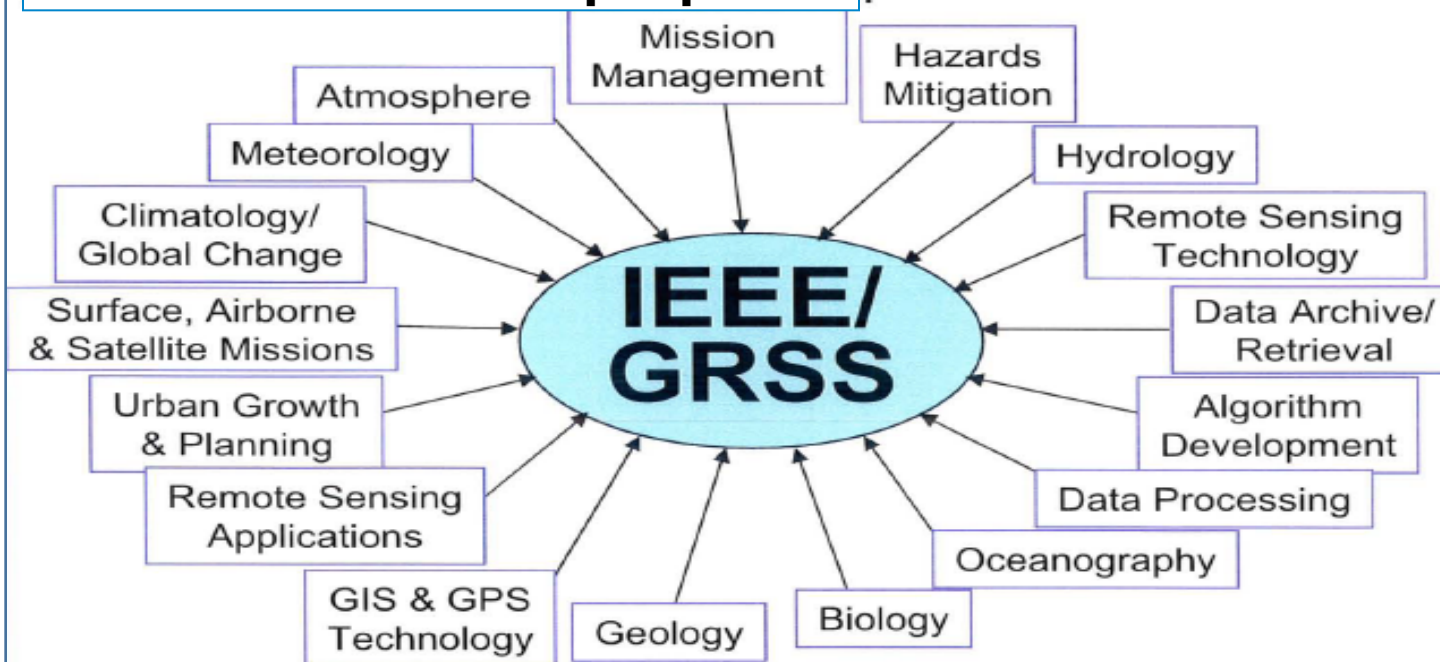 Mission
Management
Hazards
Mitigation
Atmosphere
Meteorology
Hydrology
Climatology/
Global Change
Remote Sensing
Technology
IEEE/
GRSS
Surface, Airborne
& Satellite Missions
Data Archive/
Retrieval
Urban Growth
& Planning
Algorithm
Development
Remote Sensing
Applications
Data Processing
Oceanography
GIS & GPS
Technology
Geology
Biology